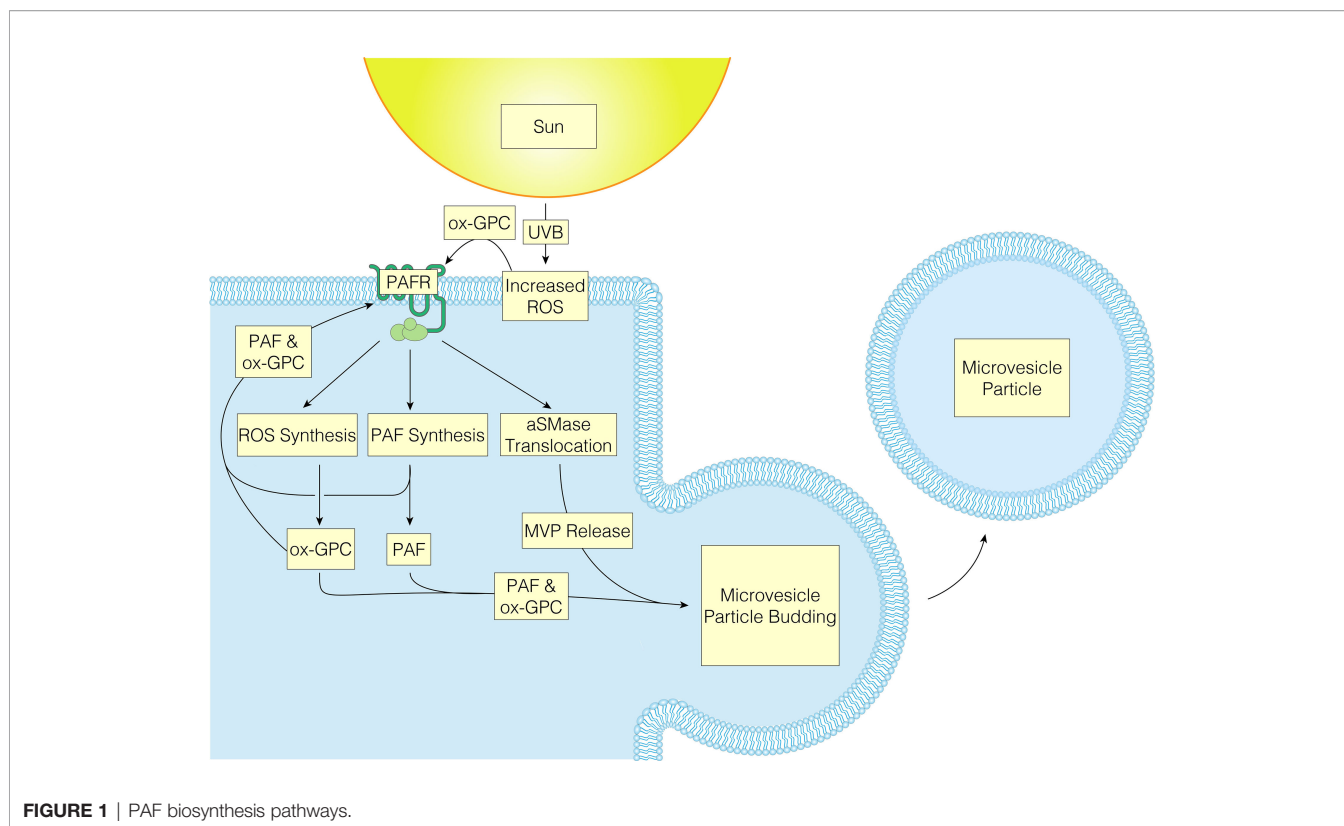 Sun
ox-GPC
UVB
PAFR
Increased
ROS
PAF &
ox-GPC
Microvesicle
Particle
ROS Synthesis
PAF Synthesis
aSMase
Translocation
MVP Release
ox-GPC
PAF
PAF &
ox-GPC
Microvesicle
Particle Budding
FIGURE 1 | PAF biosynthesis pathways.